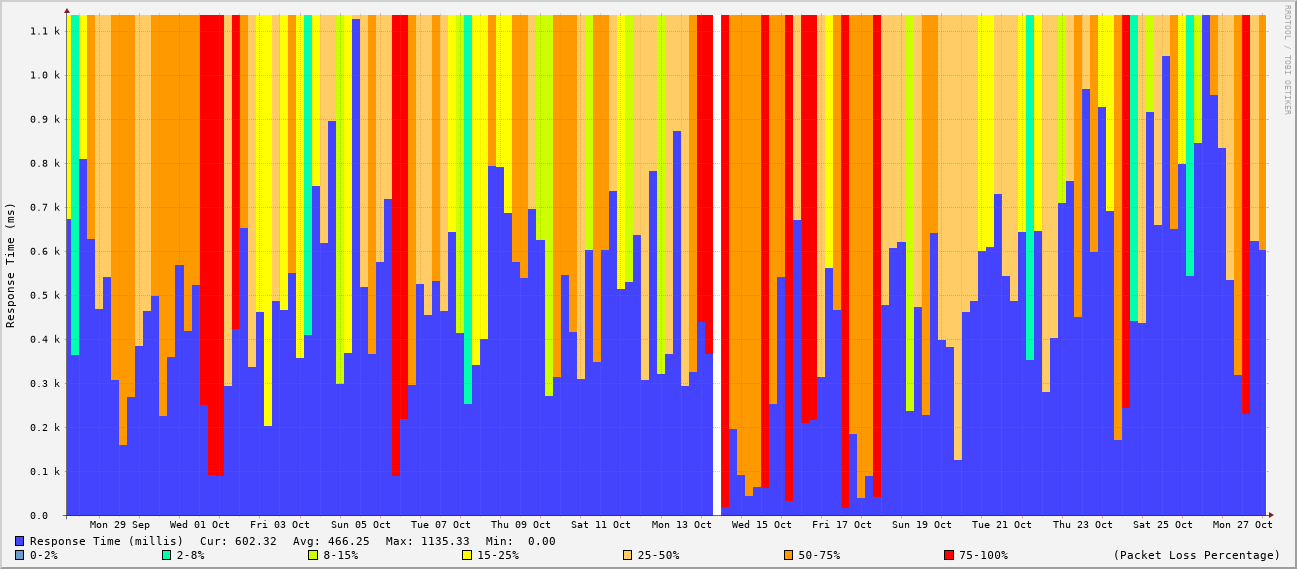 RRDTOOL / TOBI OETIKER
Response Time (ms)
1.1 k
1.0 k
0.9 k
0.8 k
0.7 k
0.6 k
0.5 k
0.4 k
0.3 k
0.2 k
0.1 k
0.0
Mon 29 Sep Wed 01 Oct Fri 03 Oct Sun 05 Oct Tue 07 Oct Thu 09 Oct Sat 11 Oct Mon 13 Oct Wed 15 Oct Fri 17 Oct Sun 19 Oct Tue 21 Oct Thu 23 Oct Sat 25 Oct Mon 27 Oct
Response Time (millis) Cur: 602.32 Avg: 466.25 Max: 1135.33 Min: 0.00
0-2% 2-8% 8-15% 15-25% 25-50% 50-75% 75-100% (Packet Loss Percentage)